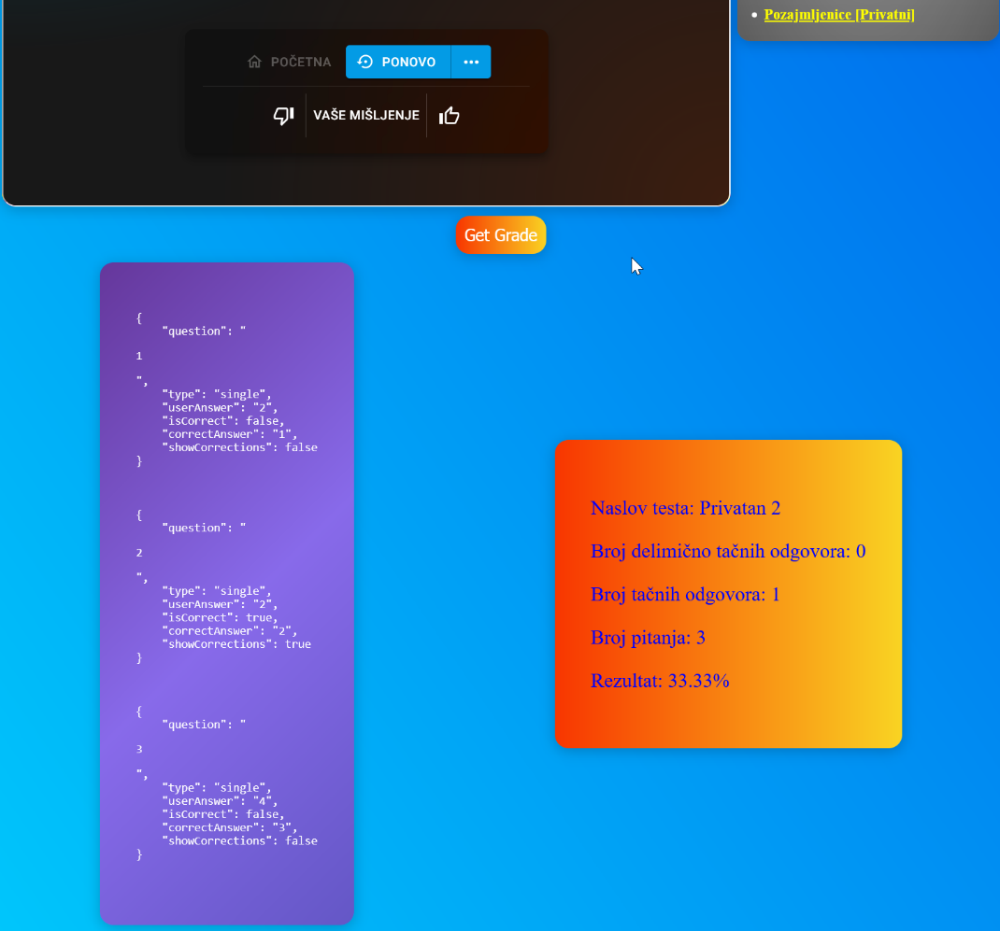 Pozajmljenice [Privatni]
POČETNA
PONOVO
VAŠE MIŠLJENJE
Get Grade
{
"question": "
1
",
"type": "single",
"userAnswer": "2",
"isCorrect": false,
"correctAnswer": "1",
"showCorrections": false
}
{
"question": "
2
",
"type": "single",
"userAnswer": "2",
"isCorrect": true,
"correctAnswer": "2",
"showCorrections": true
}
{
"question": "
3
",
"type": "single",
"userAnswer": "4",
"isCorrect": false,
"correctAnswer": "3",
"showCorrections": false
}
Naslov testa: Privatan 2
Broj delimično tačnih odgovora: 0
Broj tačnih odgovora: 1
Broj pitanja: 3
Rezultat: 33.33%